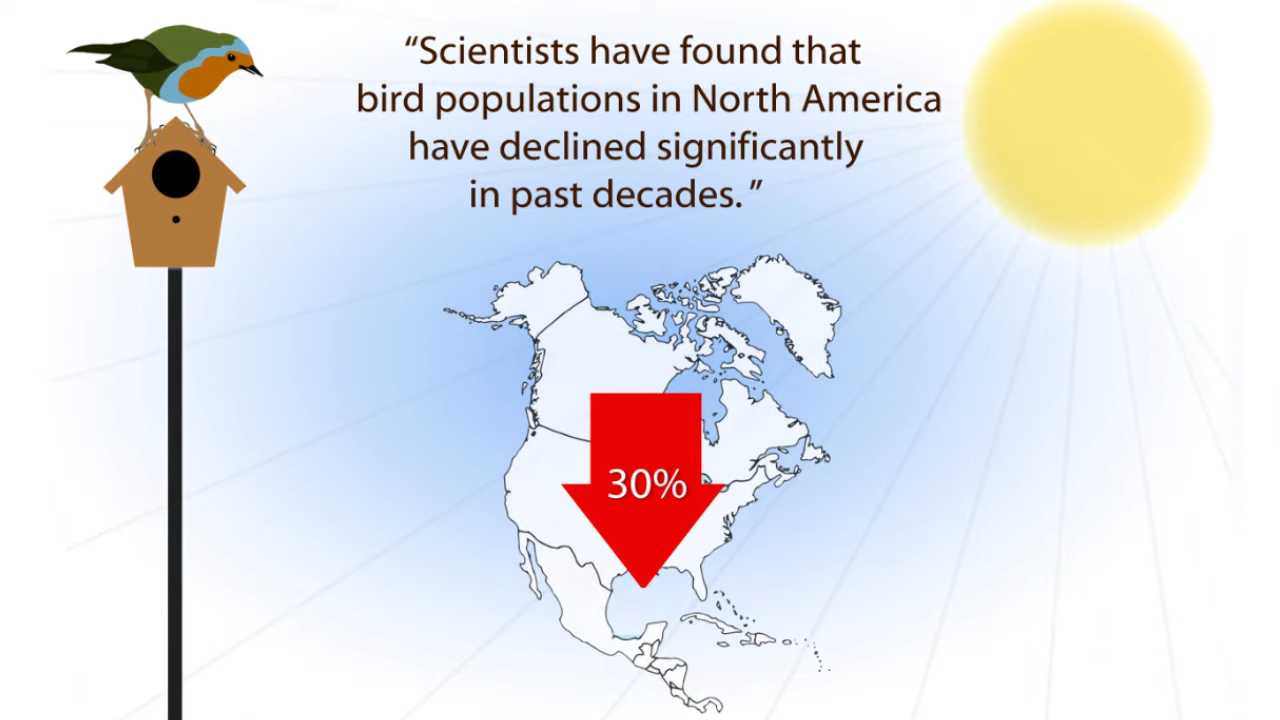 “Scientists have found that
bird populations in North America
have declined significantly
in past decades. ”
30%